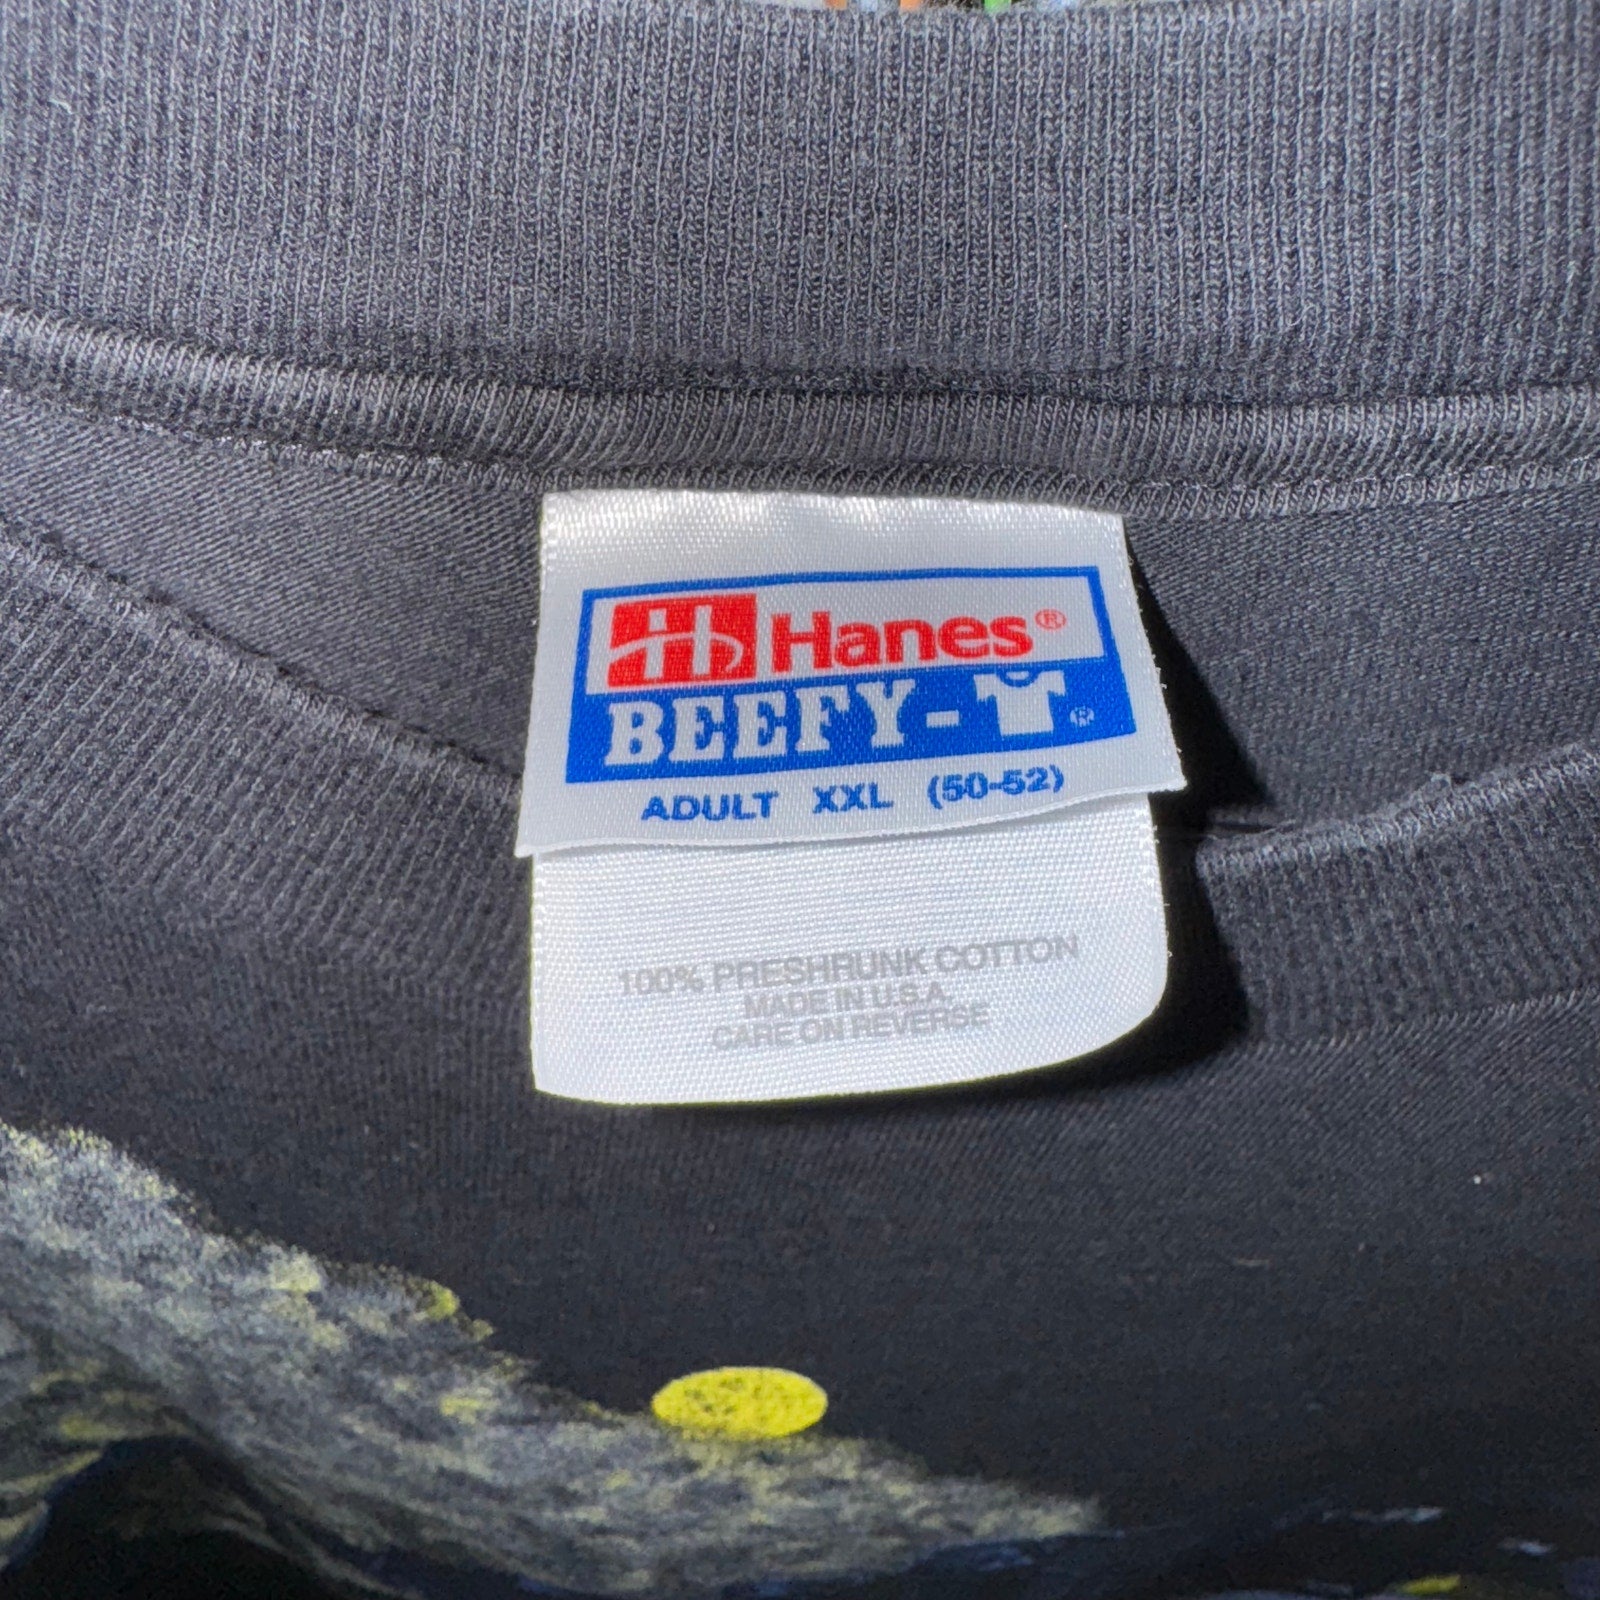 Hanes®
BEEFY-T®
ADULT XXL (50-52)
100% PRESHRUNK COTTON
MADE IN U.S.A.
CARE ON REVERSE